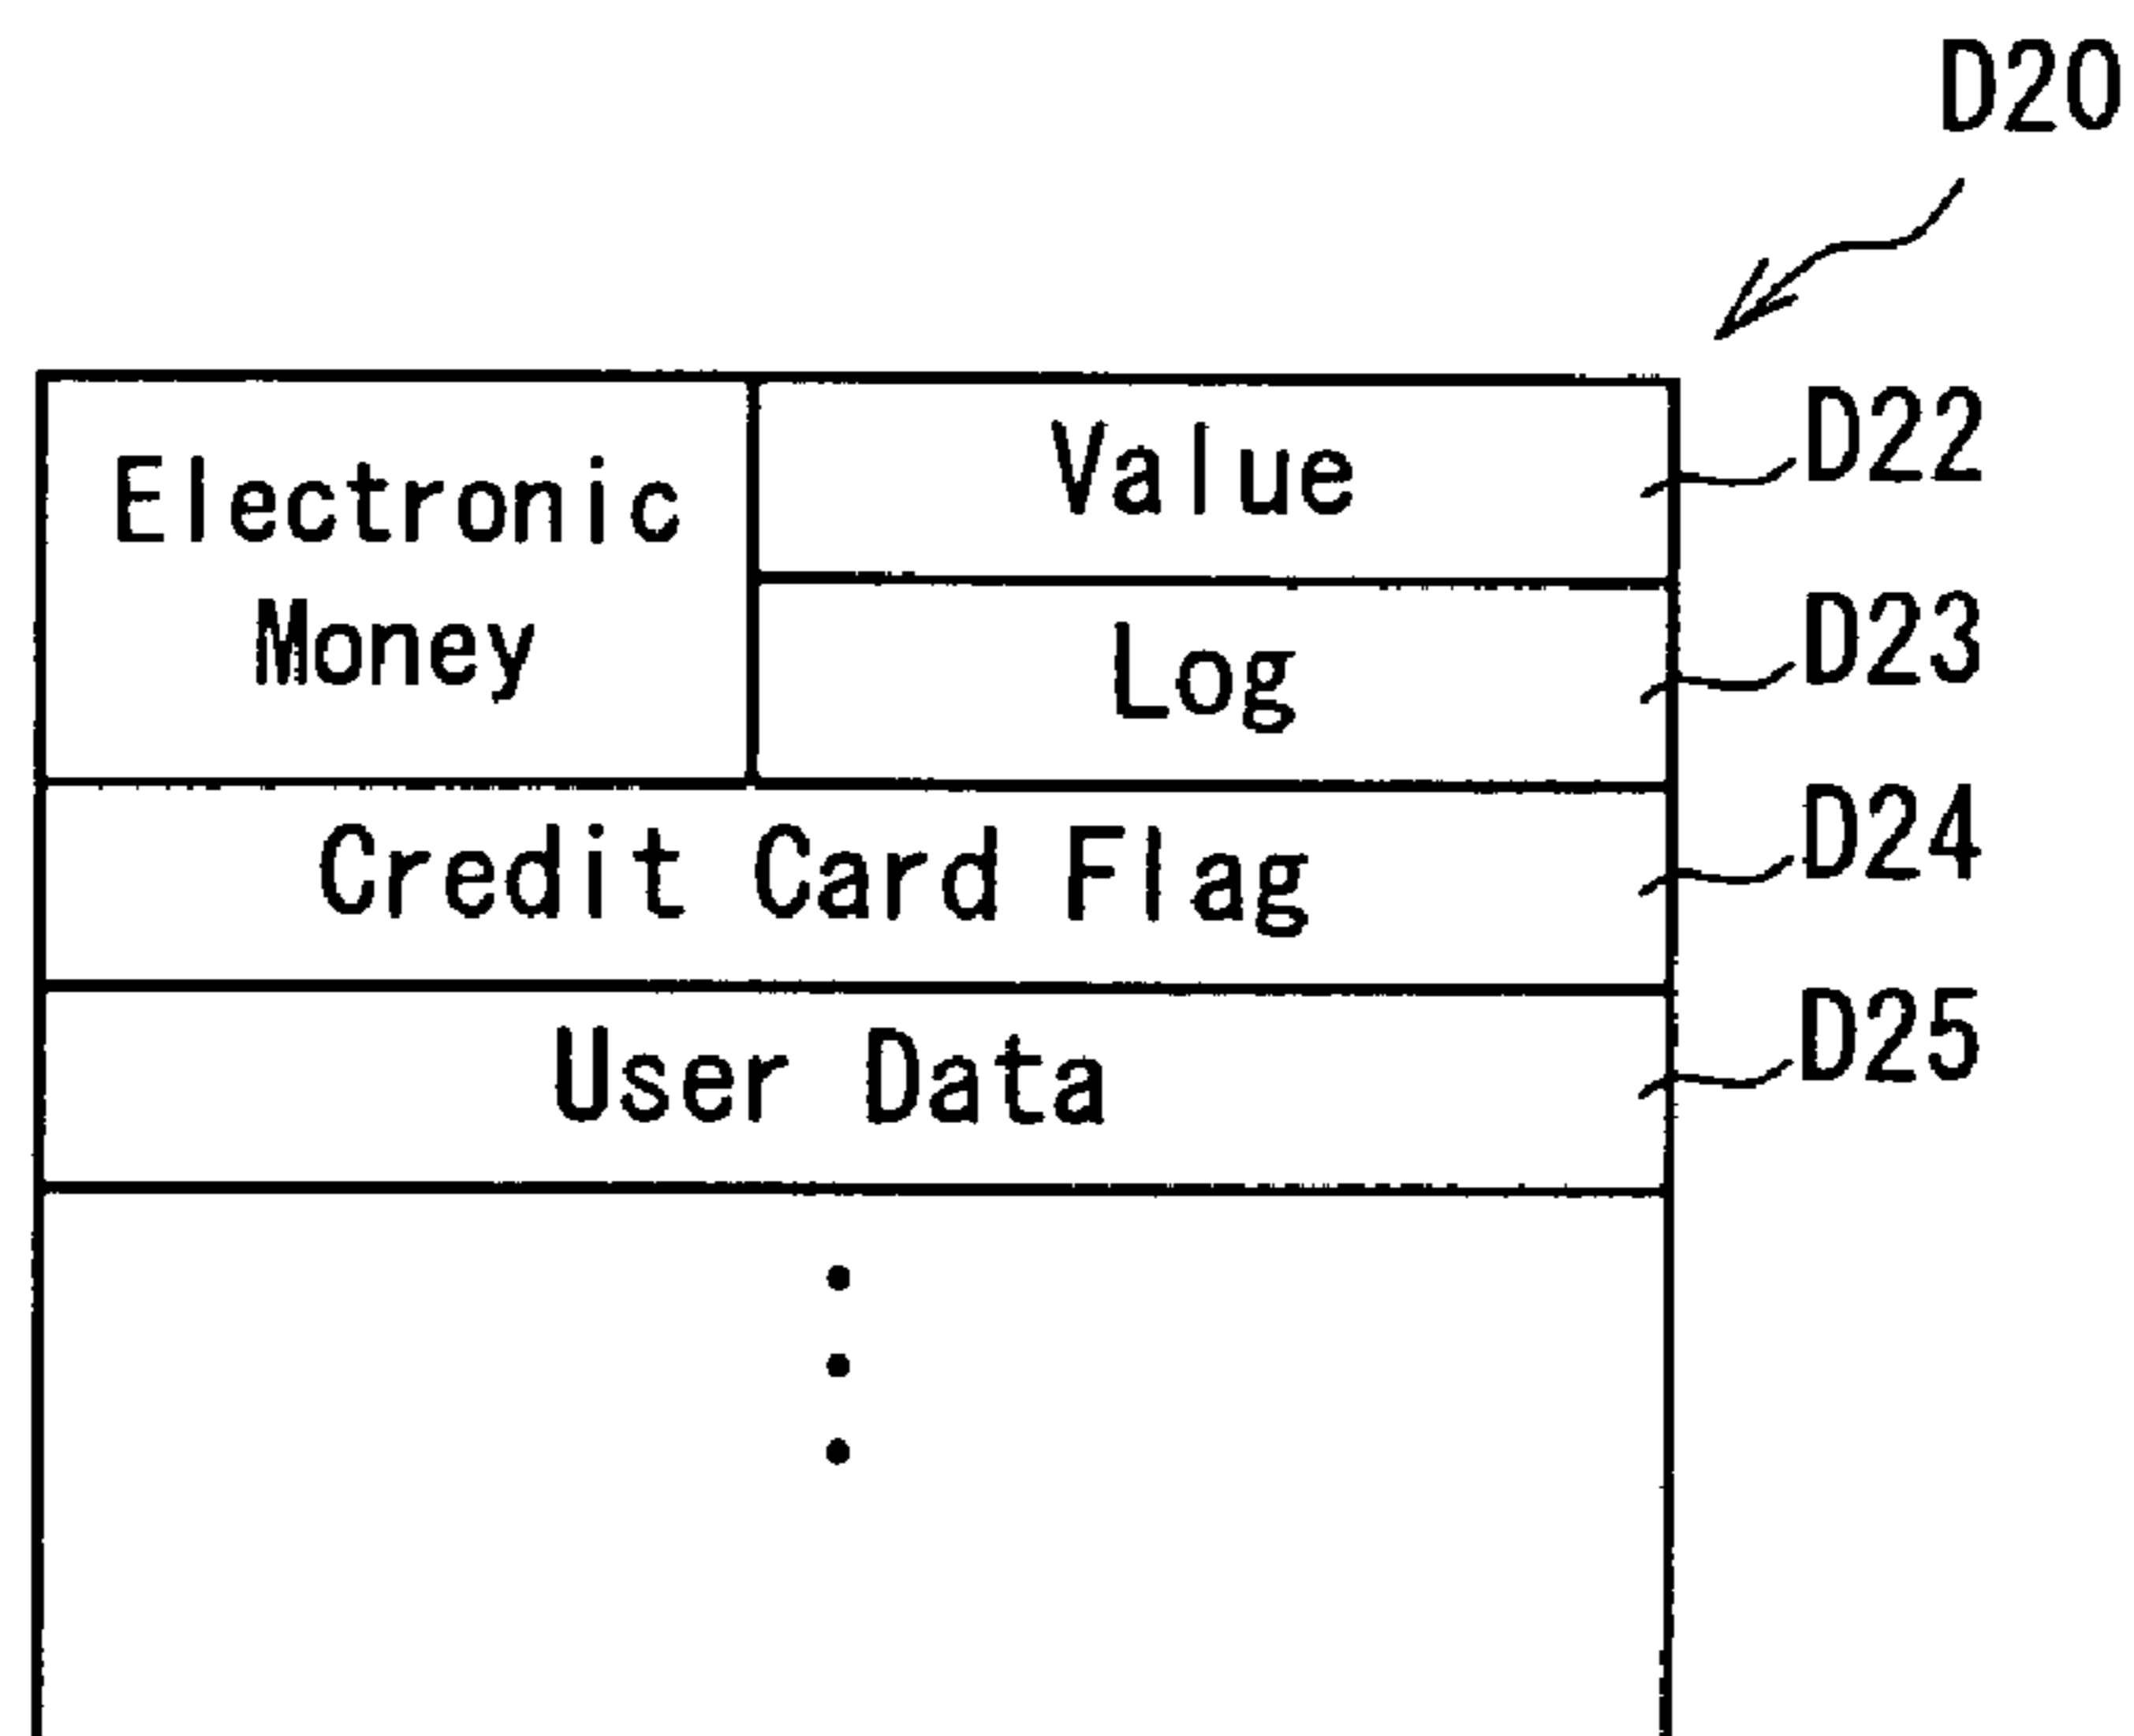 D20
Electronic
Money
Value
D22
Log
D23
Credit Card Flag
D24
User Data
D25